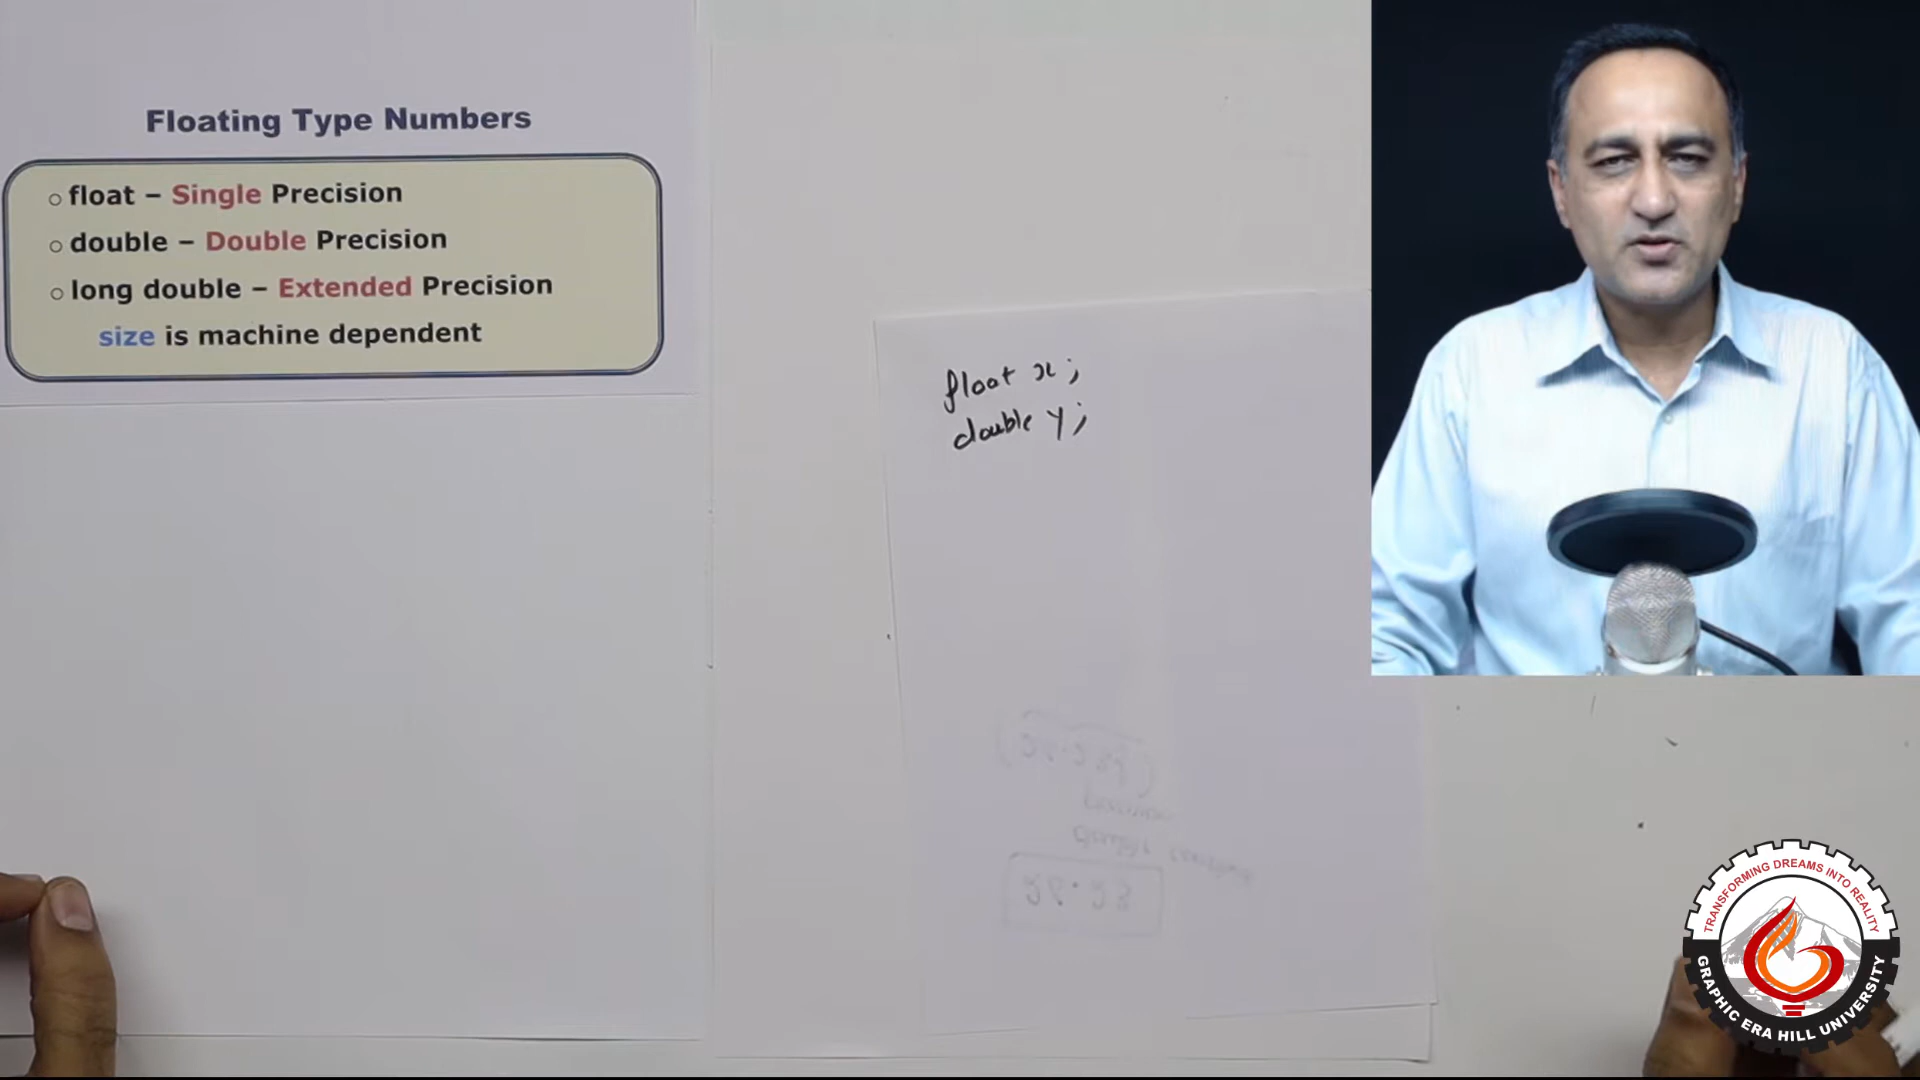 Floating Type Numbers
○ float – Single Precision
○ double – Double Precision
○ long double – Extended Precision
size is machine dependent
float x;
double y;
TRANSFORMING DREAMS INTO REALITY
GRAPHIC ERA HILL UNIVERSITY